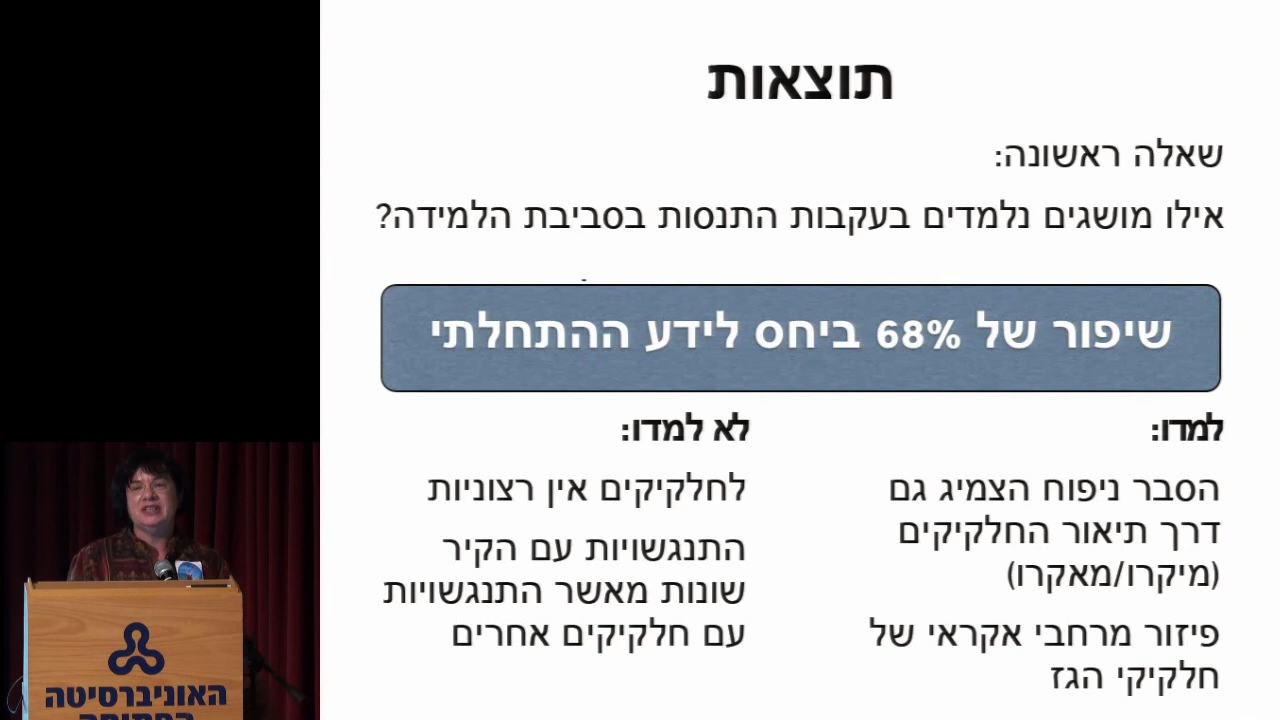 תוצאות
שאלה ראשונה:
אילו מושגים נלמדים בעקבות התנסות בסביבת הלמידה?
שיפור של 68% ביחס לידע ההתחלתי
למדו:
הסבר ניפוח הצמיג גם
דרך תיאור החלקיקים
(מיקרו/מאקרו)
פיזור מרחבי אקראי של
חלקיקי הגז
לא למדו:
לחלקיקים אין רצוניות
התנגשויות עם הקיר
שונות מאשר התנגשויות
עם חלקיקים אחרים
האוניברסיטה
הפתוחה